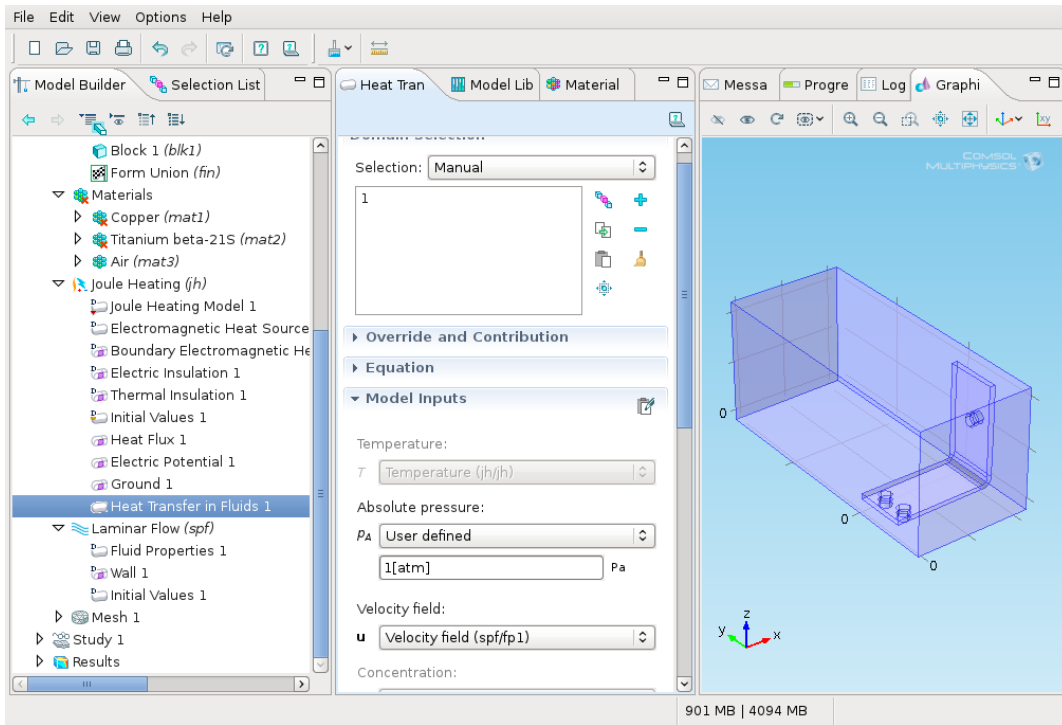 File Edit View Options Help
Model Builder
Selection List
Block 1 (blk1)
Form Union (fin)
Materials
Copper (mat1)
Titanium beta-21S (mat2)
Air (mat3)
Joule Heating (jh)
Joule Heating Model 1
Electromagnetic Heat Source
Boundary Electromagnetic He
Electric Insulation 1
Thermal Insulation 1
Initial Values 1
Heat Flux 1
Electric Potential 1
Ground 1
Heat Transfer in Fluids 1
Laminar Flow (spf)
Fluid Properties 1
Wall 1
Initial Values 1
Mesh 1
Study 1
Results
Heat Tran
Model Lib
Material
Domain Selection
Selection: Manual
1
Override and Contribution
Equation
Model Inputs
Temperature:
T Temperature (jh/jh)
Absolute pressure:
pA User defined
1[atm] Pa
Velocity field:
u Velocity field (spf/fp1)
Concentration:
Messa
Progre
Log
Graphi
xy
COMSOL
MULTIPHYSICS
0
0
0
z
y
x
901 MB | 4094 MB